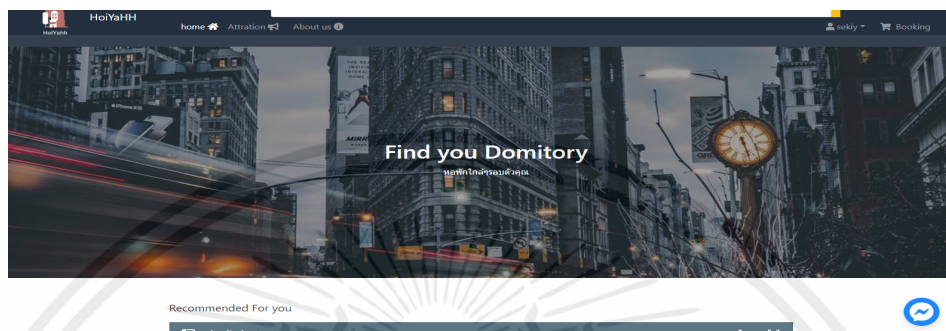 HoiYaHH
HoiYahh
home Attration About us
sekiy Booking
Find you Domitory
หอพักใกล้ๆรอบตัวคุณ
Recommended For you